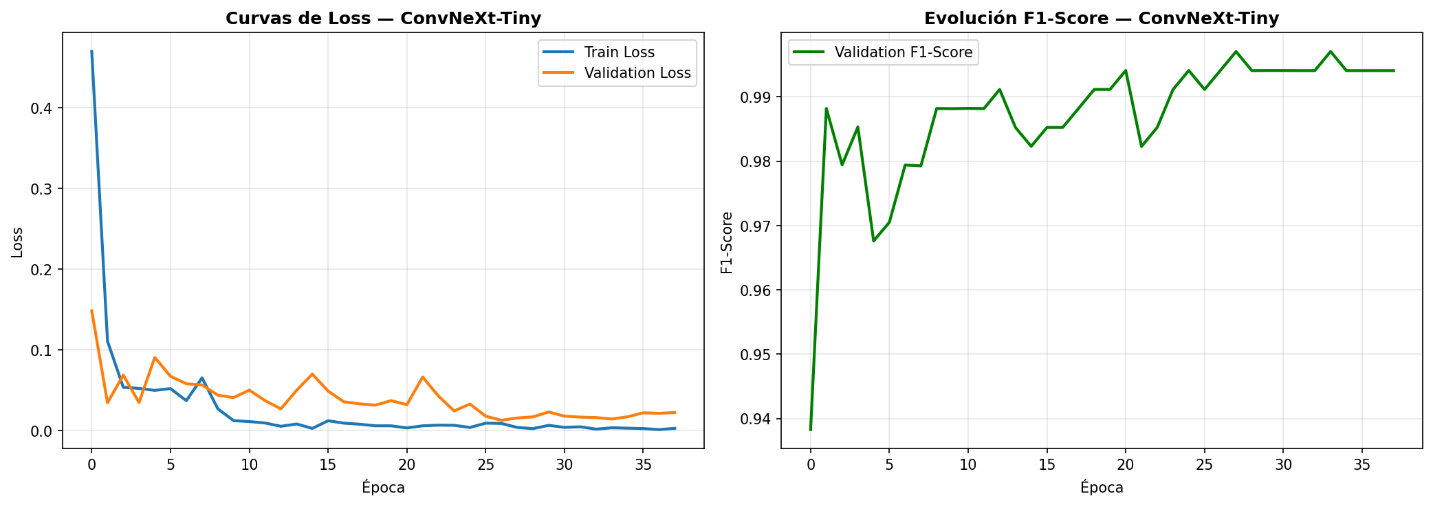 Curvas de Loss — ConvNeXt-Tiny
Train Loss
Validation Loss
0.4
0.3
0.2
0.1
0.0
Loss
0 5 10 15 20 25 30 35
Época
Evolución F1-Score — ConvNeXt-Tiny
Validation F1-Score
0.99
0.98
0.97
0.96
0.95
0.94
F1-Score
0 5 10 15 20 25 30 35
Época